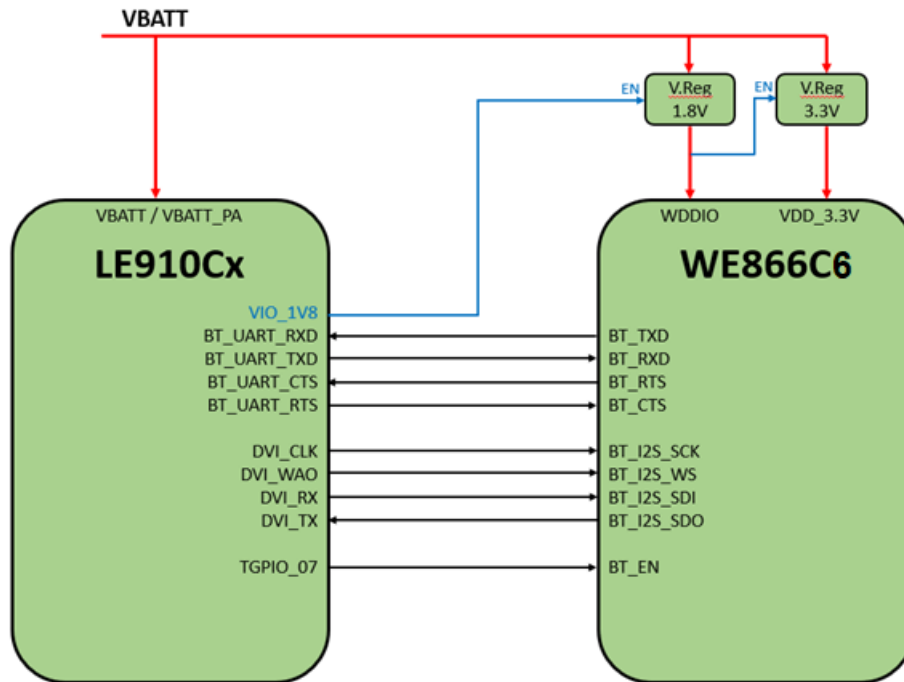 VBATT
EN
V.Reg
1.8V
EN
V.Reg
3.3V
VBATT / VBATT_PA
LE910Cx
WDDIO
VDD_3.3V
WE866C6
VIO_1V8
BT_UART_RXD
BT_TXD
BT_UART_TXD
BT_RXD
BT_UART_CTS
BT_RTS
BT_UART_RTS
BT_CTS
DVI_CLK
BT_I2S_SCK
DVI_WAO
BT_I2S_WS
DVI_RX
BT_I2S_SDI
DVI_TX
BT_I2S_SDO
TGPIO_07
BT_EN